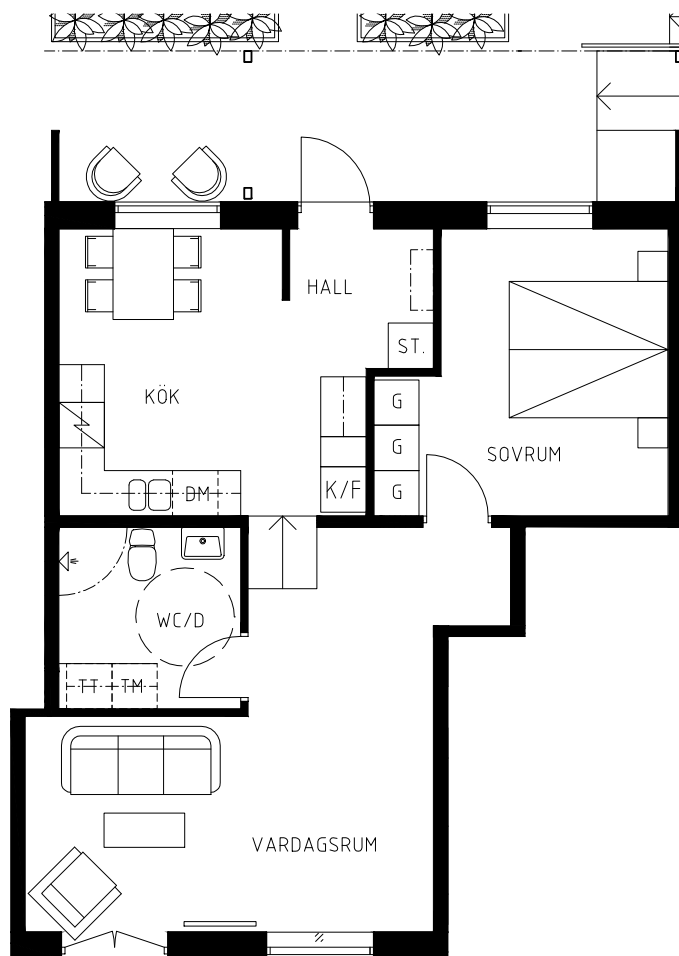 HALL
ST.
KÖK
G
G
SOVRUM
K/F
G
DM
WC/D
TT
TM
VARDAGSRUM